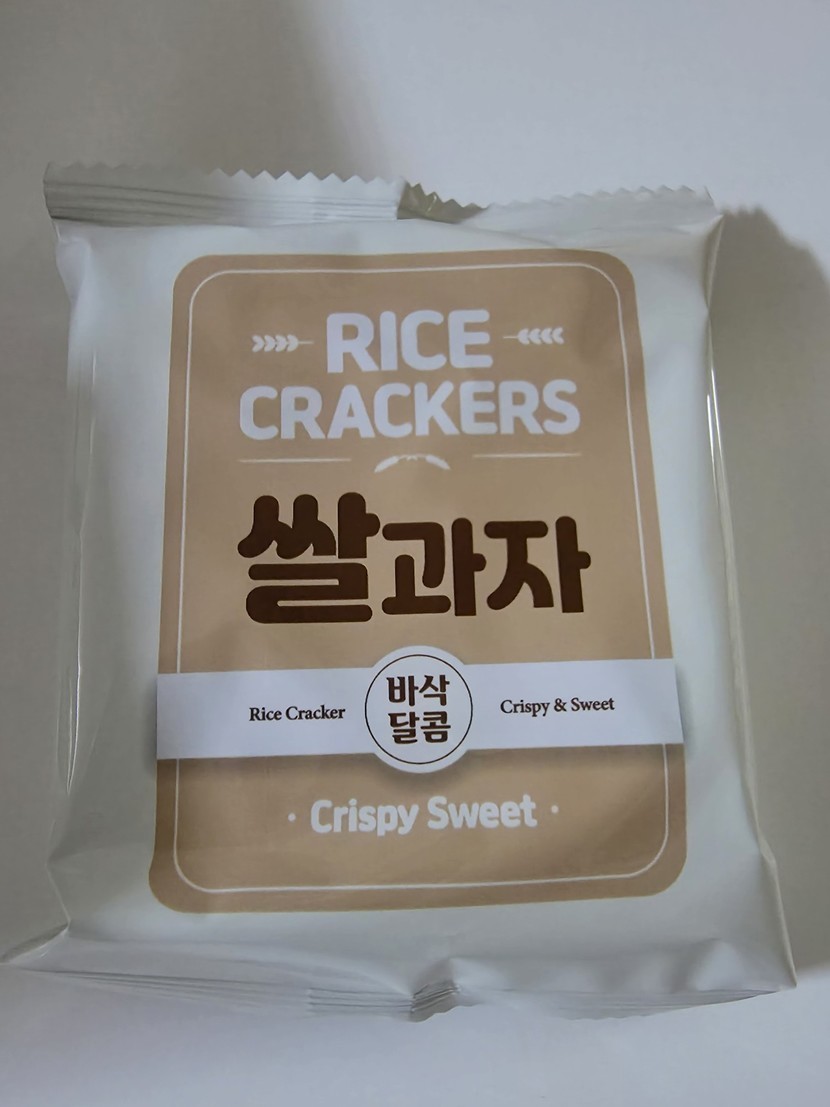 RICE
CRACKERS
쌀과자
Rice Cracker
바삭
달콤
Crispy & Sweet
· Crispy Sweet ·